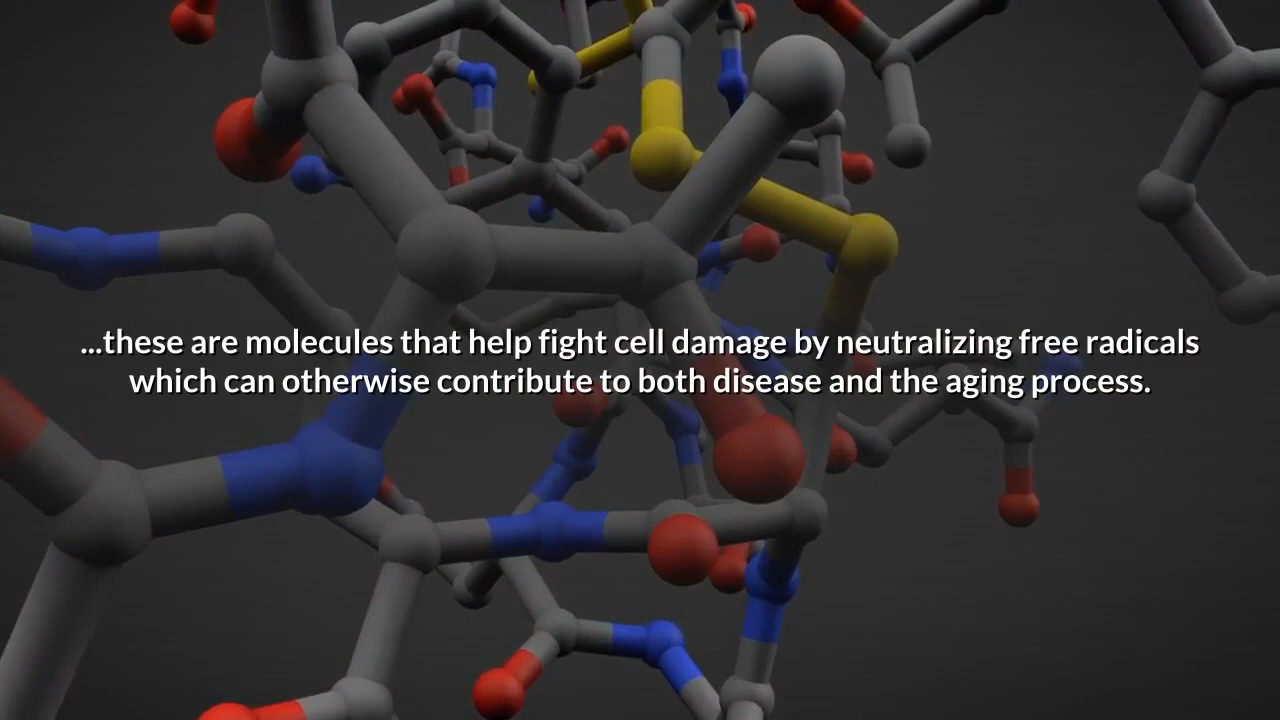 ...these are molecules that help fight cell damage by neutralizing free radicals
which can otherwise contribute to both disease and the aging process.